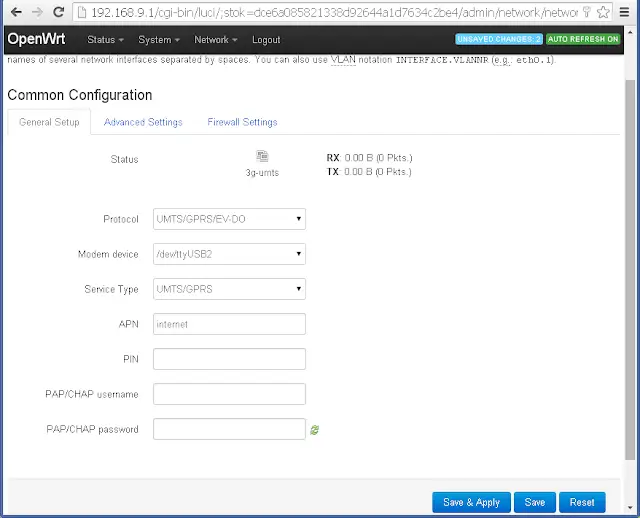 192.168.9.1/cgi-bin/luci/;stok=dce6a085821338d92644a1d7634c2be4/admin/network/networ
OpenWrt Status System Network Logout UNSAVED CHANGES: 2 AUTO REFRESH ON
names of several network interfaces separated by spaces. You can also use VLAN notation INTERFACE.VLANNR (e.g.: eth0.1).
Common Configuration
General Setup Advanced Settings Firewall Settings
Status
3g-umts
RX: 0.00 B (0 Pkts.)
TX: 0.00 B (0 Pkts.)
Protocol UMTS/GPRS/EV-DO
Modem device /dev/ttyUSB2
Service Type UMTS/GPRS
APN internet
PIN
PAP/CHAP username
PAP/CHAP password
Save & Apply Save Reset